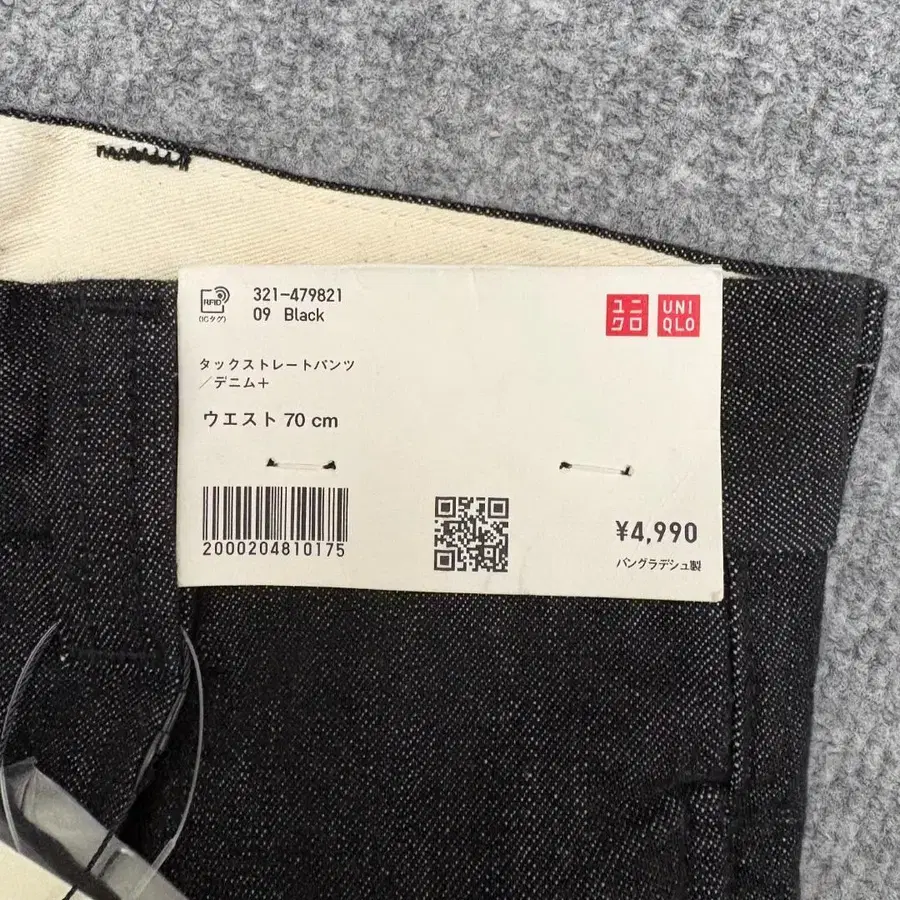 321-479821
09 Black
RFID
(ICタグ)
ユニ
クロ
UNI
QLO
タックストレートパンツ
／デニム＋
ウエスト 70 cm
2000204810175
¥4,990
バングラデシュ製